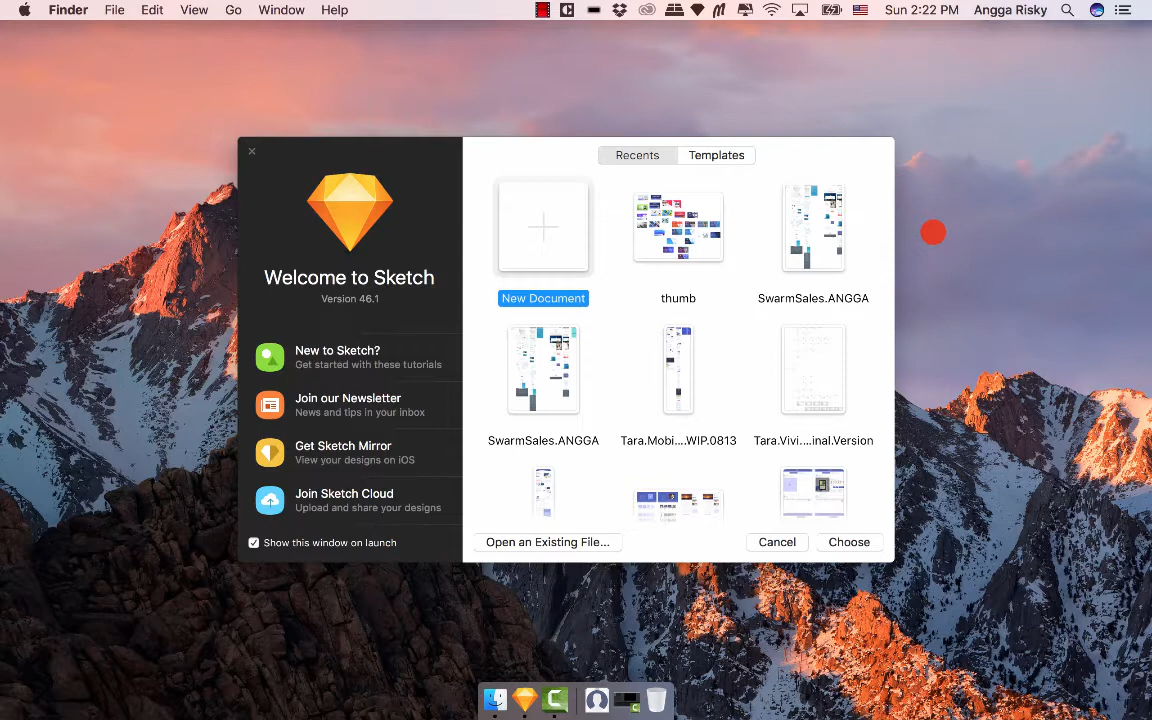 Finder File Edit View Go Window Help Sun 2:22 PM Angga Risky
Recents Templates
Welcome to Sketch
Version 46.1
New to Sketch?
Get started with these tutorials
Join our Newsletter
News and tips in your inbox
Get Sketch Mirror
View your designs on iOS
Join Sketch Cloud
Upload and share your designs
Show this window on launch
New Document thumb SwarmSales.ANGGA
SwarmSales.ANGGA Tara.Mobi....WIP.0813 Tara.Vivi....inal.Version
Open an Existing File... Cancel Choose